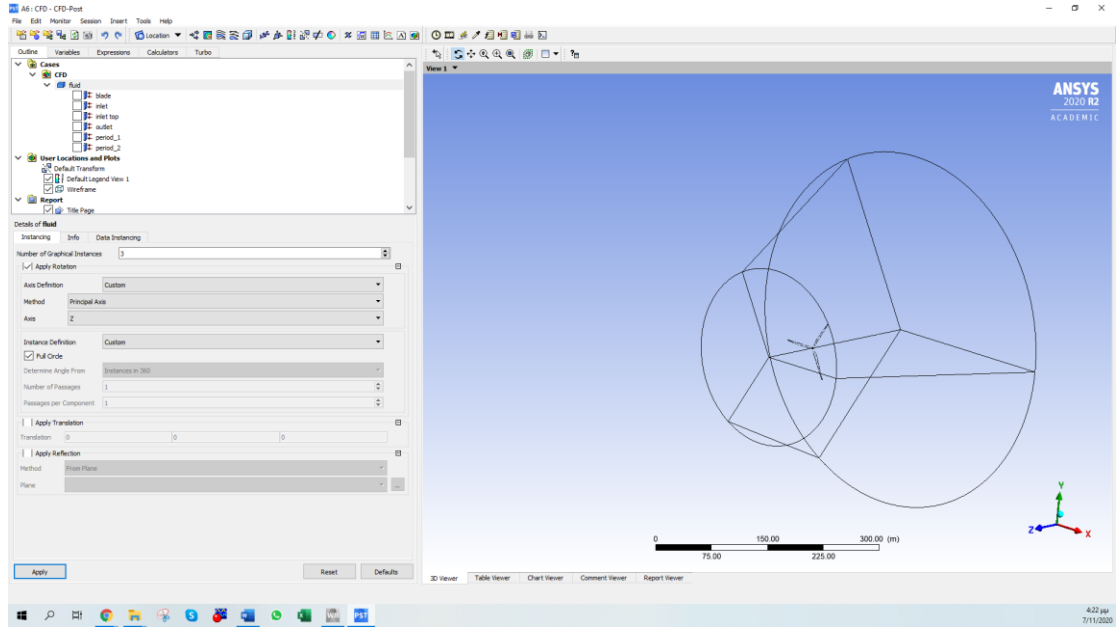 A6 : CFD - CFD-Post
File Edit Monitor Session Insert Tools Help
Location
Outline Variables Expressions Calculators Turbo
Cases
CFD
fluid
blade
inlet
inlet top
outlet
period_1
period_2
User Locations and Plots
Default Transform
Default Legend View 1
Wireframe
Report
Title Page
Details of fluid
Instancing Info Data Instancing
Number of Graphical Instances 3
Apply Rotation
Axis Definition Custom
Method Principal Axis
Axis Z
Instance Definition Custom
Full Circle
Determine Angle From Instances in 360
Number of Passages 1
Passages per Component 1
Apply Translation
Translation 0 0 0
Apply Reflection
Method From Plane
Plane
...
Apply Reset Defaults
View 1
ANSYS
2020 R2
ACADEMIC
Y
Z
X
0 150.00 300.00 (m)
75.00 225.00
3D Viewer Table Viewer Chart Viewer Comment Viewer Report Viewer
PST
4:22 μμ
7/11/2020